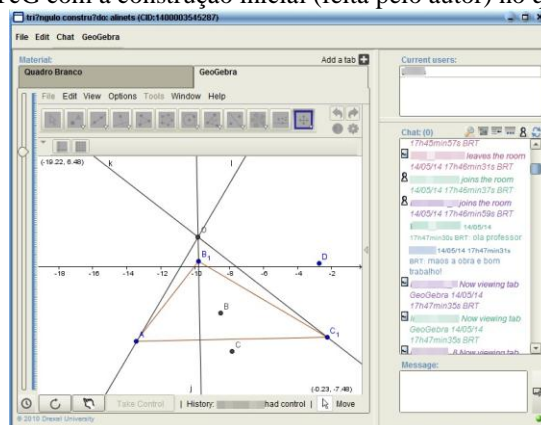 com a construção inicial (feita pelo autor) no
tri?ngulo constru?do: alinets (CID:1400003545287)
File Edit Chat GeoGebra
Material:
Add a tab
Quadro Branco
GeoGebra
File Edit View Options Tools Window Help
(-19.22, 6.48)
k
l
B1
D
-18 -16 -14 -12 -10 -8 -6 -4 -2
B
A
C1
C
j
(-0.23, -7.48)
Take Control | History: had control | Move
© 2016 Drexel University
Current users:
Chat: (0)
17h45min57s BRT
leaves the room
14/05/14 17h46min31s BRT
joins the room
14/05/14 17h46min37s BRT
joins the room
14/05/14 17h46min59s BRT
14/05/14
17h47min30s BRT: ola professor
14/05/14 17h47min31s
BRT: maos a obra e bom
trabalho!
Now viewing tab
GeoGebra 14/05/14
17h47min35s BRT
Now viewing tab
GeoGebra 14/05/14
17h47min35s BRT
Now viewing tab
Message: